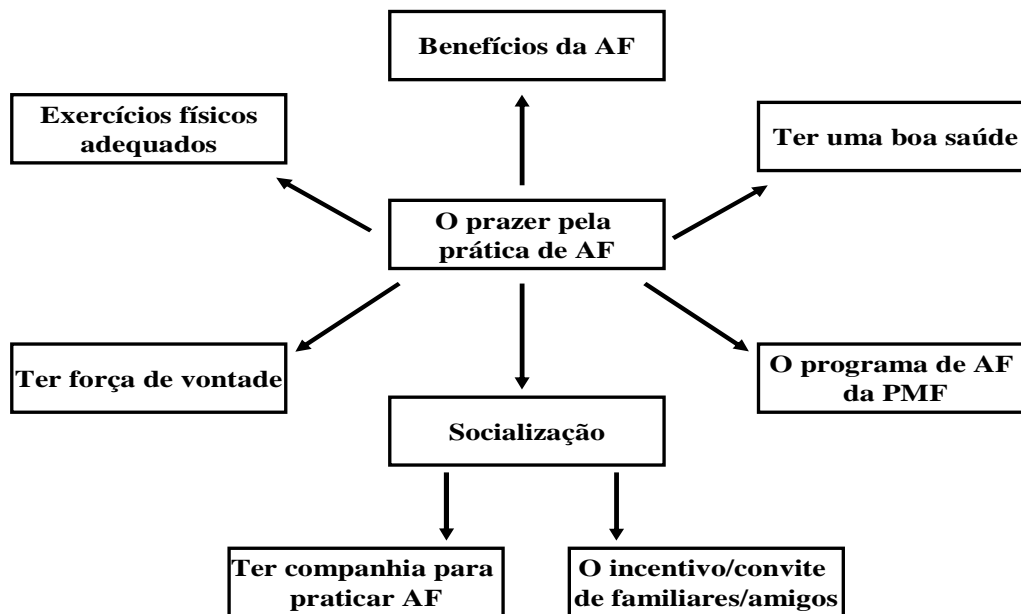 Benefícios da AF
Exercícios físicos
adequados
Ter uma boa saúde
O prazer pela
prática de AF
Ter força de vontade
O programa de AF
da PMF
Socialização
Ter companhia para
praticar AF
O incentivo/convite
de familiares/amigos